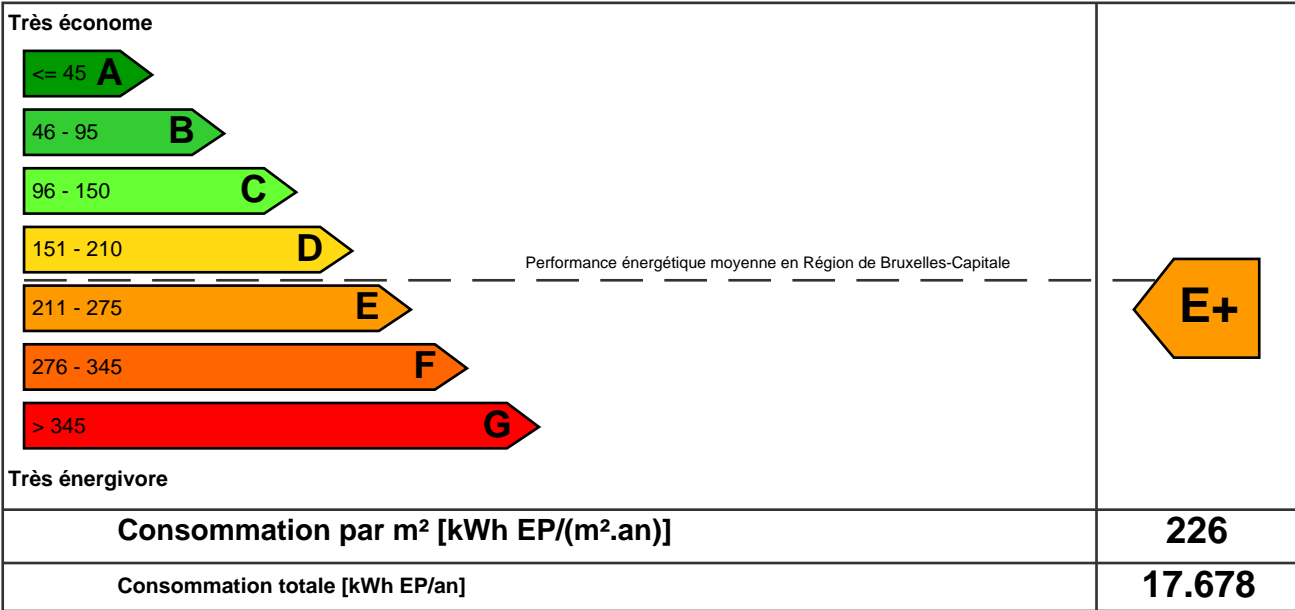 Très économe
<= 45 A
46 - 95 B
96 - 150 C
151 - 210 D
Performance énergétique moyenne en Région de Bruxelles-Capitale
211 - 275 E
E+
276 - 345 F
> 345 G
Très énergivore
Consommation par m² [kWh EP/(m².an)] 226
Consommation totale [kWh EP/an] 17.678